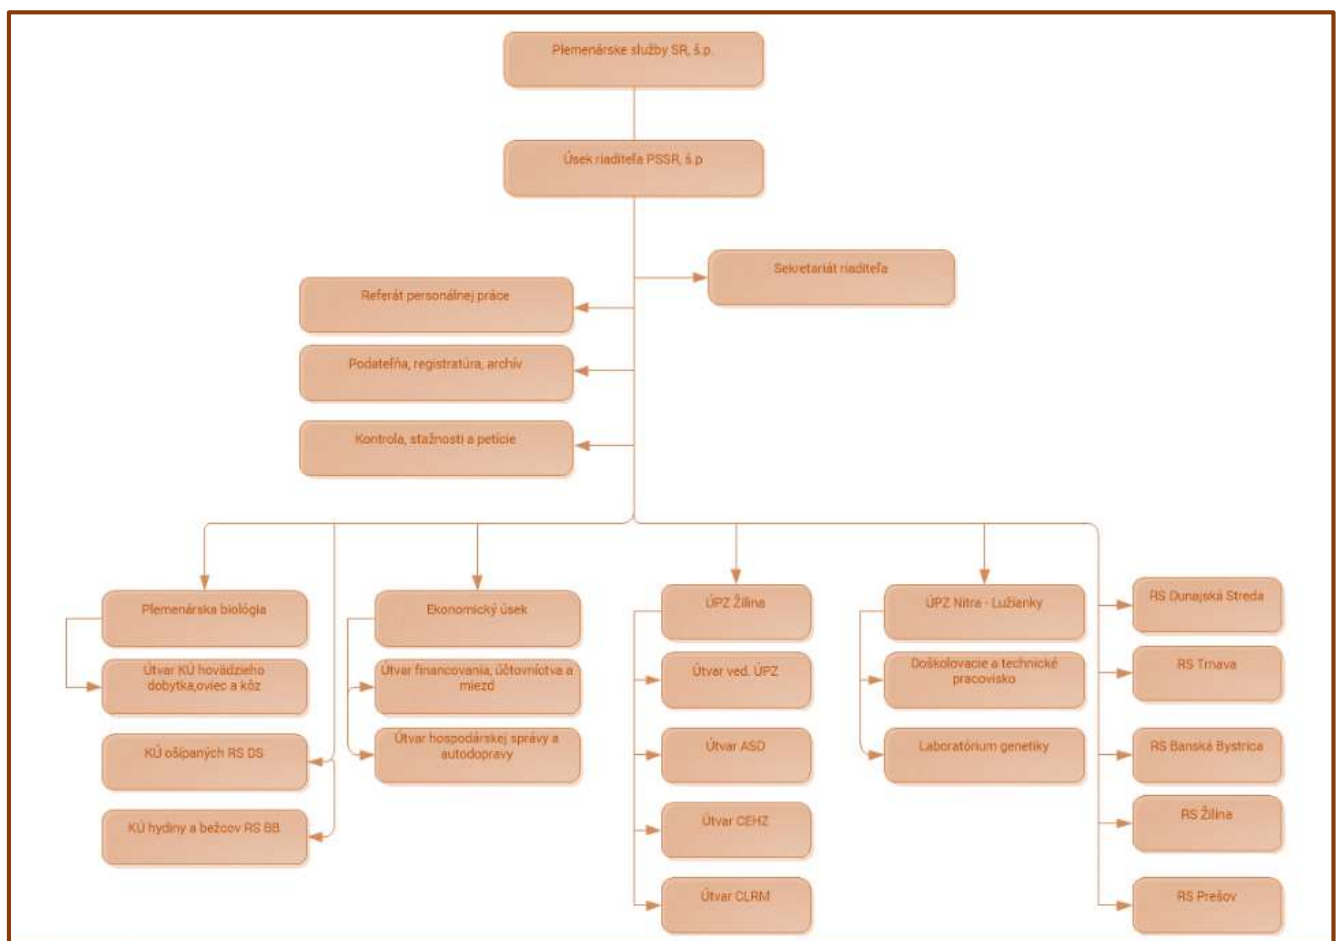 Plemenárske služby SR, š.p.
Úsek riaditeľa PSSR, š.p
Sekretariát riaditeľa
Referát personálnej práce
Podateľňa, registratúra, archív
Kontrola, sťažnosti a petície
Plemenárska biológia
Útvar KÚ hovädzieho
dobytka,oviec a kôz
KÚ ošípaných RS DS
KÚ hydiny a bežcov RS BB
Ekonomický úsek
Útvar financovania, účtovníctva a
miezd
Útvar hospodárskej správy a
autodopravy
ÚPZ Žilina
Útvar ved. ÚPZ
Útvar ASD
Útvar CEHZ
Útvar CLRM
ÚPZ Nitra - Lužianky
Doškolovacie a technické
pracovisko
Laboratórium genetiky
RS Dunajská Streda
RS Trnava
RS Banská Bystrica
RS Žilina
RS Prešov